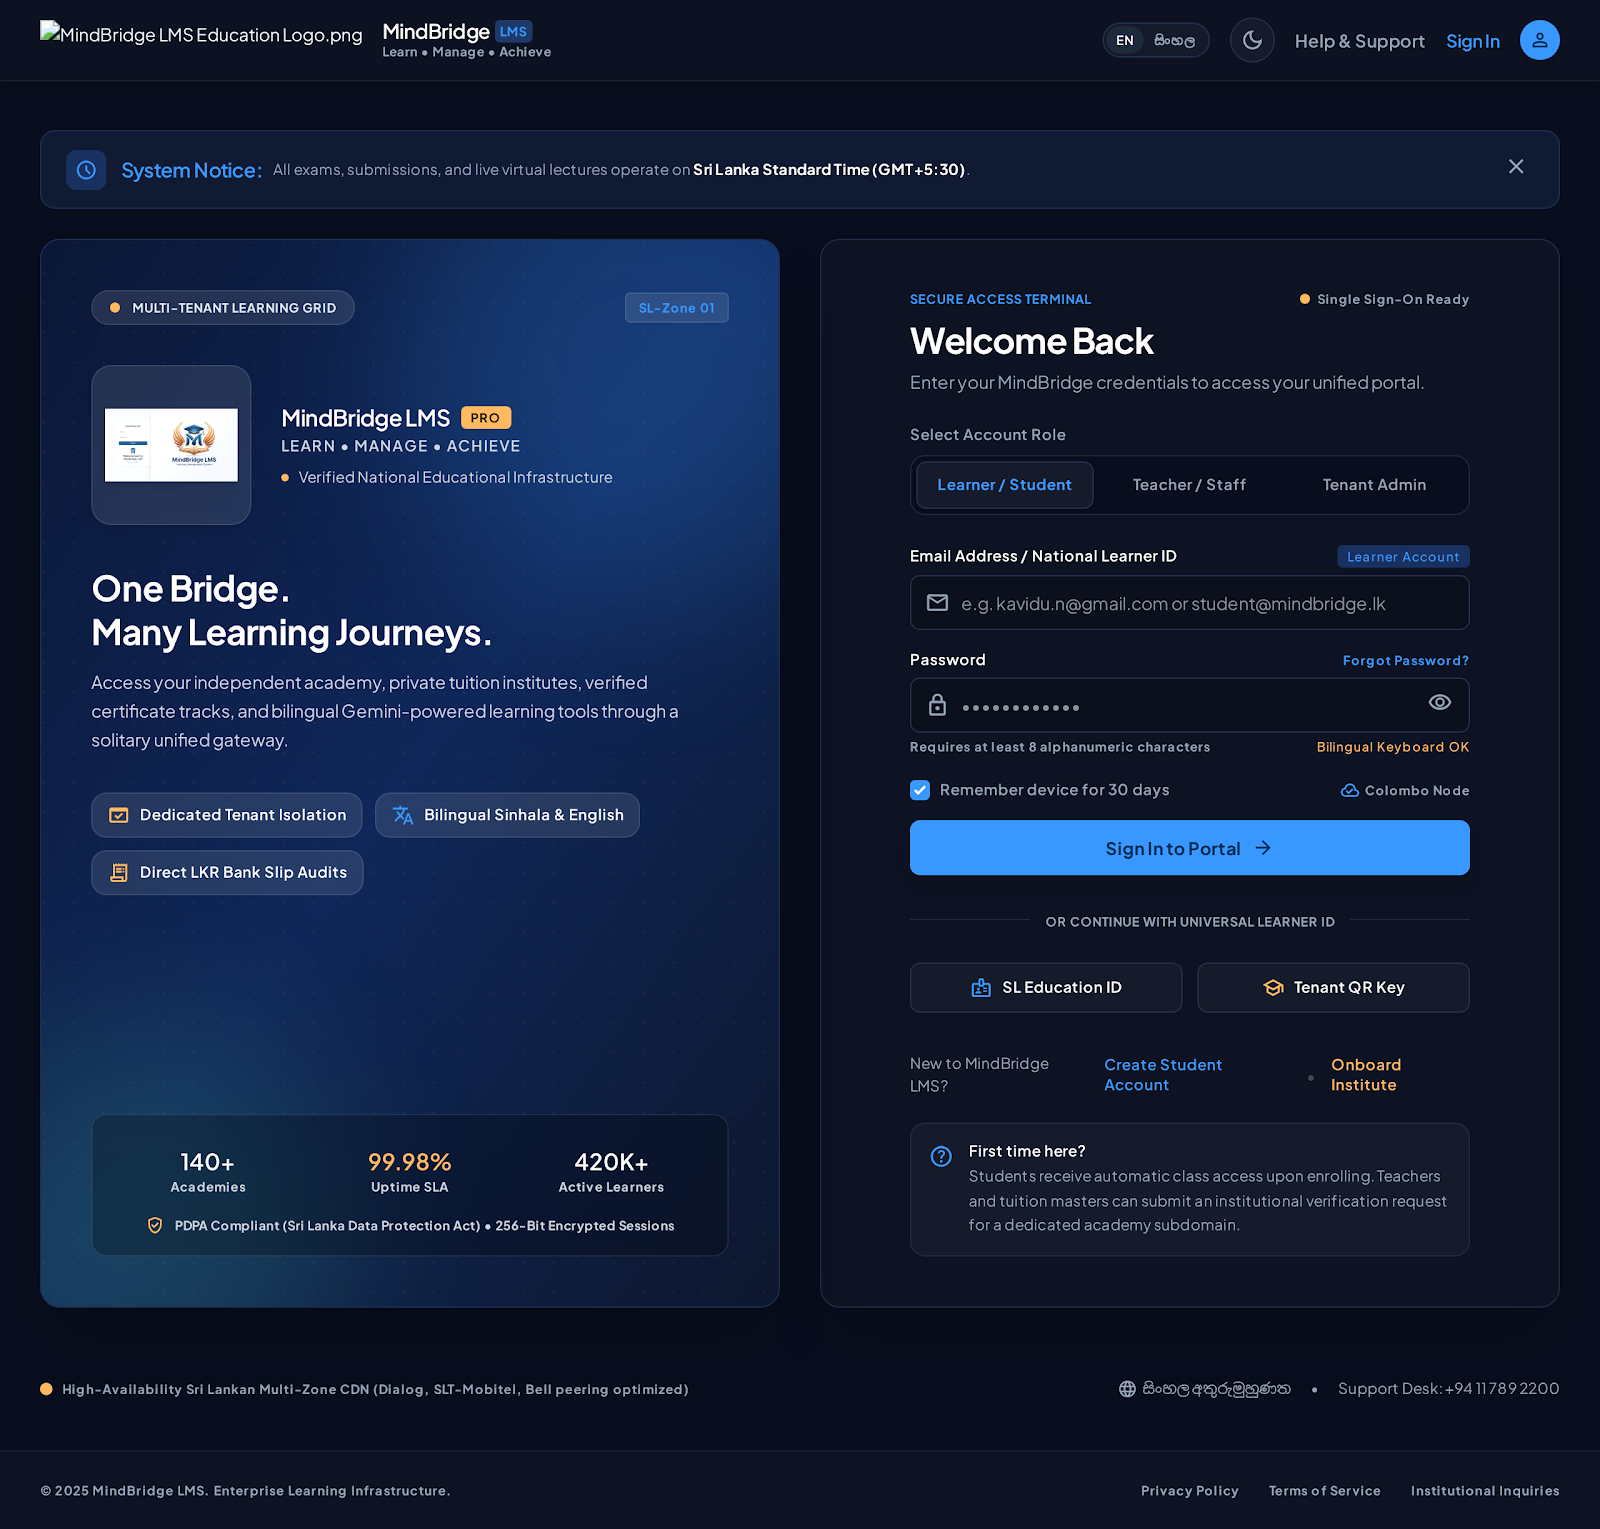 MindBridge LMS Education Logo.png
MindBridge LMS
Learn • Manage • Achieve
EN සිංහල
Help & Support
Sign In
System Notice: All exams, submissions, and live virtual lectures operate on Sri Lanka Standard Time (GMT+5:30).
MULTI-TENANT LEARNING GRID
SL-Zone 01
MindBridge LMS
MindBridge LMS PRO
LEARN • MANAGE • ACHIEVE
Verified National Educational Infrastructure
One Bridge.
Many Learning Journeys.
Access your independent academy, private tuition institutes, verified
certificate tracks, and bilingual Gemini-powered learning tools through a
solitary unified gateway.
Dedicated Tenant Isolation
Bilingual Sinhala & English
Direct LKR Bank Slip Audits
140+
Academies
99.98%
Uptime SLA
420K+
Active Learners
PDPA Compliant (Sri Lanka Data Protection Act) • 256-Bit Encrypted Sessions
SECURE ACCESS TERMINAL
Single Sign-On Ready
Welcome Back
Enter your MindBridge credentials to access your unified portal.
Select Account Role
Learner / Student
Teacher / Staff
Tenant Admin
Email Address / National Learner ID
Learner Account
e.g. kavidu.n@gmail.com or student@mindbridge.lk
Password
Forgot Password?
••••••••••••
Requires at least 8 alphanumeric characters
Bilingual Keyboard OK
Remember device for 30 days
Colombo Node
Sign In to Portal
OR CONTINUE WITH UNIVERSAL LEARNER ID
SL Education ID
Tenant QR Key
New to MindBridge
LMS?
Create Student
Account
•
Onboard
Institute
First time here?
Students receive automatic class access upon enrolling. Teachers
and tuition masters can submit an institutional verification request
for a dedicated academy subdomain.
High-Availability Sri Lankan Multi-Zone CDN (Dialog, SLT-Mobitel, Bell peering optimized)
සිංහල අතුරුමුහුණත • Support Desk: +94 11 789 2200
© 2025 MindBridge LMS. Enterprise Learning Infrastructure.
Privacy Policy
Terms of Service
Institutional Inquiries